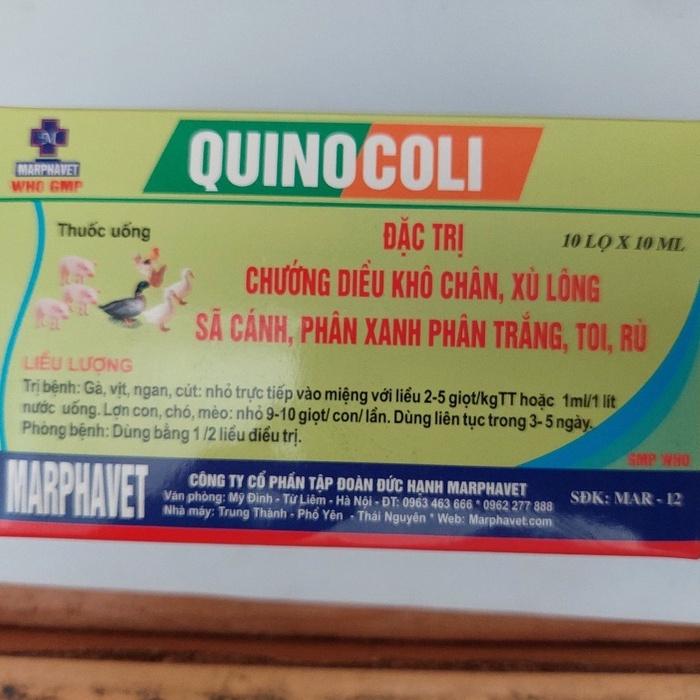 QUINOCOLI
MARPHAVET
WHO GMP
Thuốc uống
ĐẶC TRỊ
10 LỌ X 10 ML
CHƯỚNG DIỀU KHÔ CHÂN, XÙ LÔNG
SÃ CÁNH, PHÂN XANH PHÂN TRẮNG, TOI, RÙ
LIỀU LƯỢNG
Trị bệnh: Gà, vịt, ngan, cút: nhỏ trực tiếp vào miệng với liều 2-5 giọt/kgTT hoặc 1ml/1 lít
nước uống. Lợn con, chó, mèo: nhỏ 9-10 giọt/ con/ lần. Dùng liên tục trong 3- 5 ngày.
Phòng bệnh: Dùng bằng 1/2 liều điều trị.
GMP WHO
MARPHAVET
CÔNG TY CỔ PHẦN TẬP ĐOÀN ĐỨC HẠNH MARPHAVET
Văn phòng: Mỹ Đình - Từ Liêm - Hà Nội - ĐT: 0963 463 666 * 0962 277 888
Nhà máy: Trung Thành - Phổ Yên - Thái Nguyên * Web: Marphavet.com
SĐK: MAR - 12